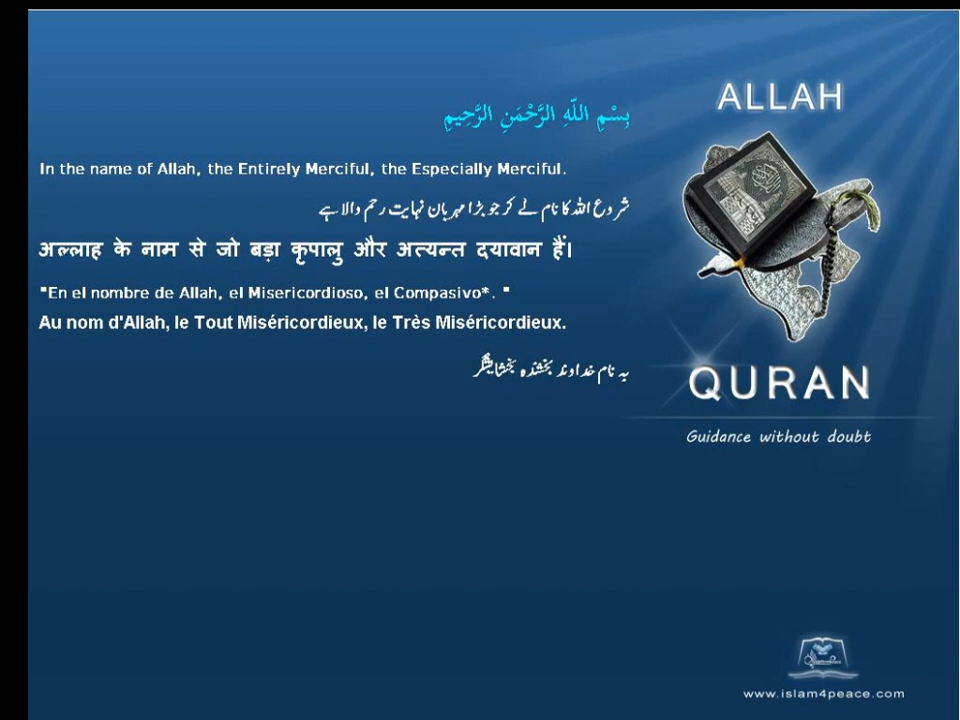 بِسْمِ اللّهِ الرَّحْمَنِ الرَّحِيمِ
In the name of Allah, the Entirely Merciful, the Especially Merciful.
شروع اللہ کا نام لے کر جو بڑا مہربان نہایت رحم والا ہے
अल्लाह के नाम से जो बड़ा कृपालु और अत्यन्त दयावान हैं।
"En el nombre de Allah, el Misericordioso, el Compasivo*. "
Au nom d'Allah, le Tout Miséricordieux, le Très Miséricordieux.
به نام خداوند بخشنده بخشایشگر
ALLAH
QURAN
Guidance without doubt
www.islam4peace.com